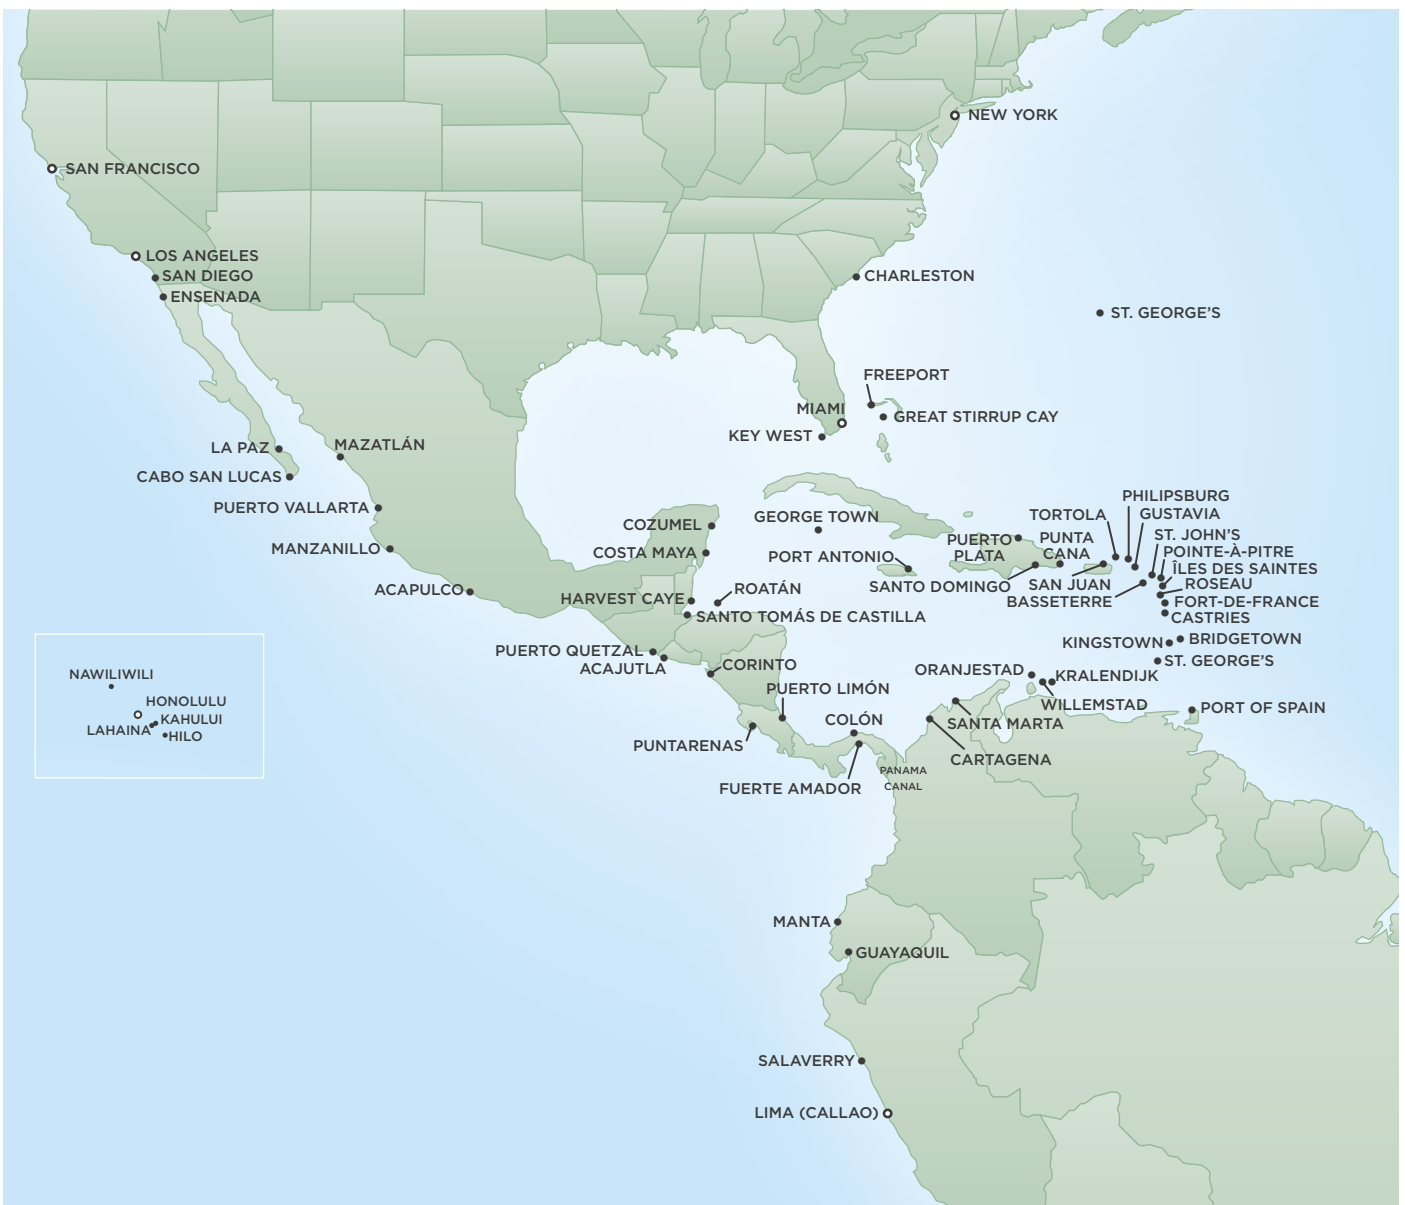 NEW YORK
SAN FRANCISCO
LOS ANGELES
SAN DIEGO
CHARLESTON
ENSENADA
ST. GEORGE'S
FREEPORT
MIAMI
GREAT STIRRUP CAY
KEY WEST
MAZATLÁN
LA PAZ
CABO SAN LUCAS
PHILIPSBURG
PUERTO VALLARTA
GUSTAVIA
TORTOLA
GEORGE TOWN
COZUMEL
ST. JOHN'S
PUERTO
PLATA
PUNTA
CANA
MANZANILLO
COSTA MAYA
PORT ANTONIO
POINTE-À-PITRE
ÎLES DES SAINTES
SANTO DOMINGO
SAN JUAN
ROSEAU
ACAPULCO
ROATÁN
HARVEST CAYE
BASSETERRE
FORT-DE-FRANCE
SANTO TOMÁS DE CASTILLA
CASTRIES
BRIDGETOWN
KINGSTOWN
PUERTO QUETZAL
ST. GEORGE'S
ACAJUTLA
CORINTO
ORANJESTAD
KRALENDIJK
NAWILIWILI
PUERTO LIMÓN
WILLEMSTAD
HONOLULU
PORT OF SPAIN
KAHULUI
COLÓN
SANTA MARTA
LAHAINA
HILO
PUNTARENAS
CARTAGENA
PANAMA
CANAL
FUERTE AMADOR
MANTA
GUAYAQUIL
SALAVERRY
LIMA (CALLAO)